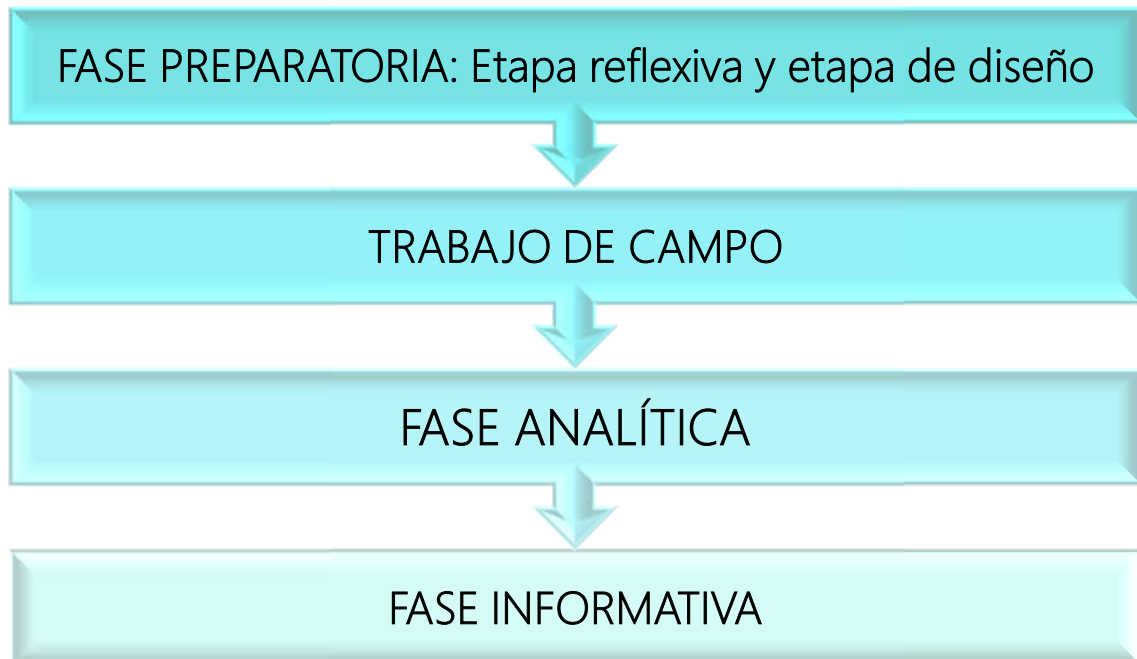 FASE PREPARATORIA: Etapa reflexiva y etapa de diseño
TRABAJO DE CAMPO
FASE ANALÍTICA
FASE INFORMATIVA